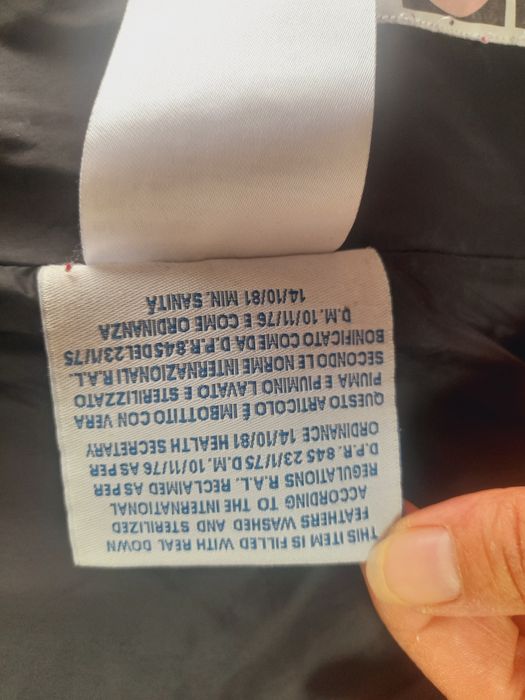 THIS ITEM IS FILLED WITH REAL DOWN
FEATHERS WASHED AND STERILIZED
ACCORDING TO THE INTERNATIONAL
REGULATIONS R.A.L. RECLAIMED AS PER
D.P.R. 845 23/1/75 D.M. 10/11/76 AS PER
ORDINANCE 14/10/81 HEALTH SECRETARY
QUESTO ARTICOLO É IMBOTTITO CON VERA
PIUMA E PIUMINO LAVATO E STERILIZZATO
SECONDO LE NORME INTERNAZIONALI R.A.L.
BONIFICATO COME DA D.P.R. 845 DEL 23/1/75
D.M. 10/11/76 E COME ORDINANZA
14/10/81 MIN. SANITÁ